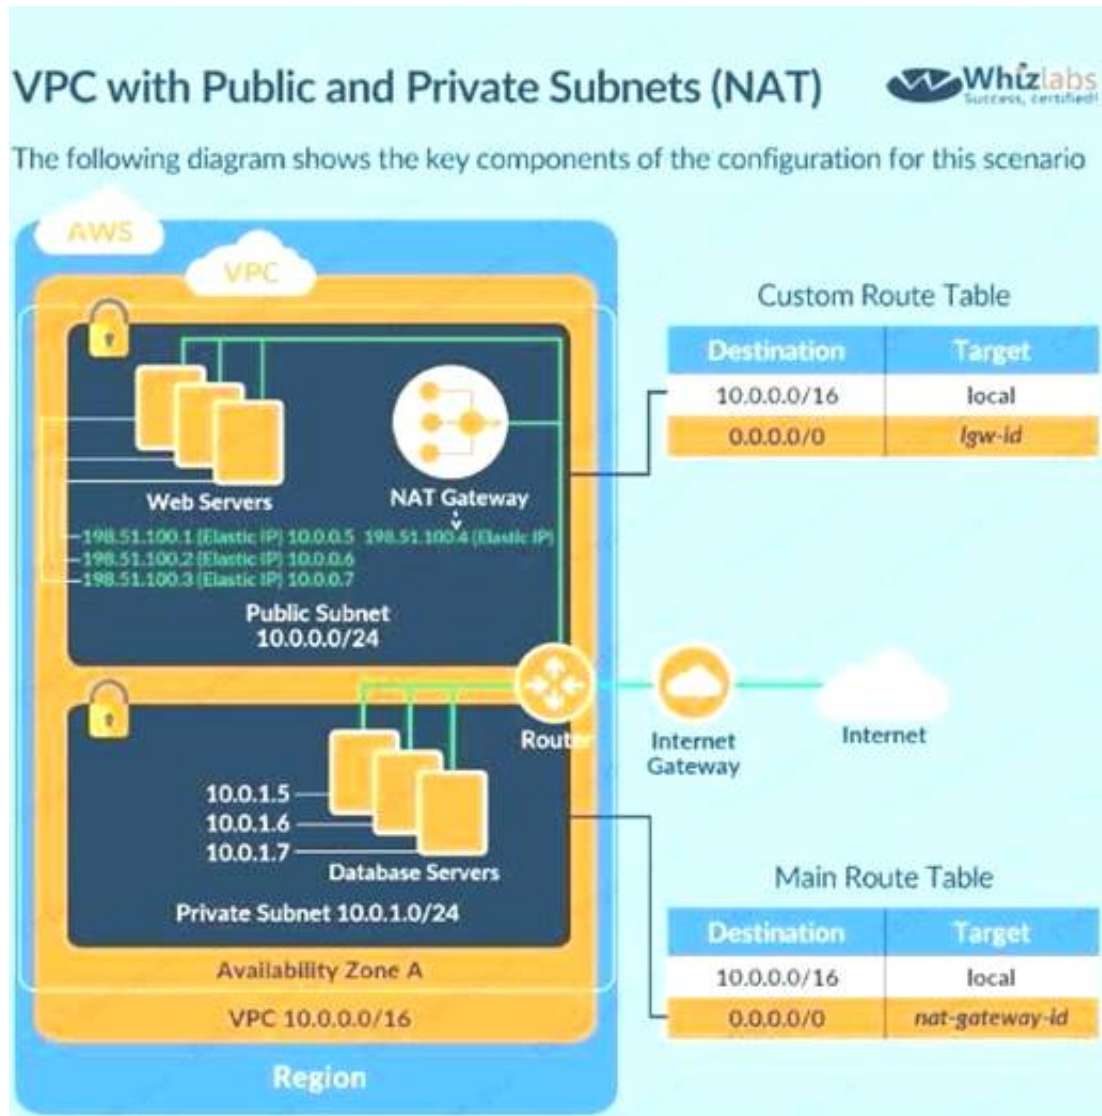 VPC with Public and Private Subnets (NAT)
Whizlabs
Success, certified!
The following diagram shows the key components of the configuration for this scenario
AWS
VPC
Web Servers
NAT Gateway
198.51.100.1 (Elastic IP) 10.0.0.5 198.51.100.4 (Elastic IP)
198.51.100.2 (Elastic IP) 10.0.0.6
198.51.100.3 (Elastic IP) 10.0.0.7
Public Subnet
10.0.0.0/24
Router
Internet
Gateway
Internet
10.0.1.5
10.0.1.6
10.0.1.7
Database Servers
Private Subnet 10.0.1.0/24
Availability Zone A
VPC 10.0.0.0/16
Region
Custom Route Table
Destination Target
10.0.0.0/16 local
0.0.0.0/0 Igw-id
Main Route Table
Destination Target
10.0.0.0/16 local
0.0.0.0/0 nat-gateway-id